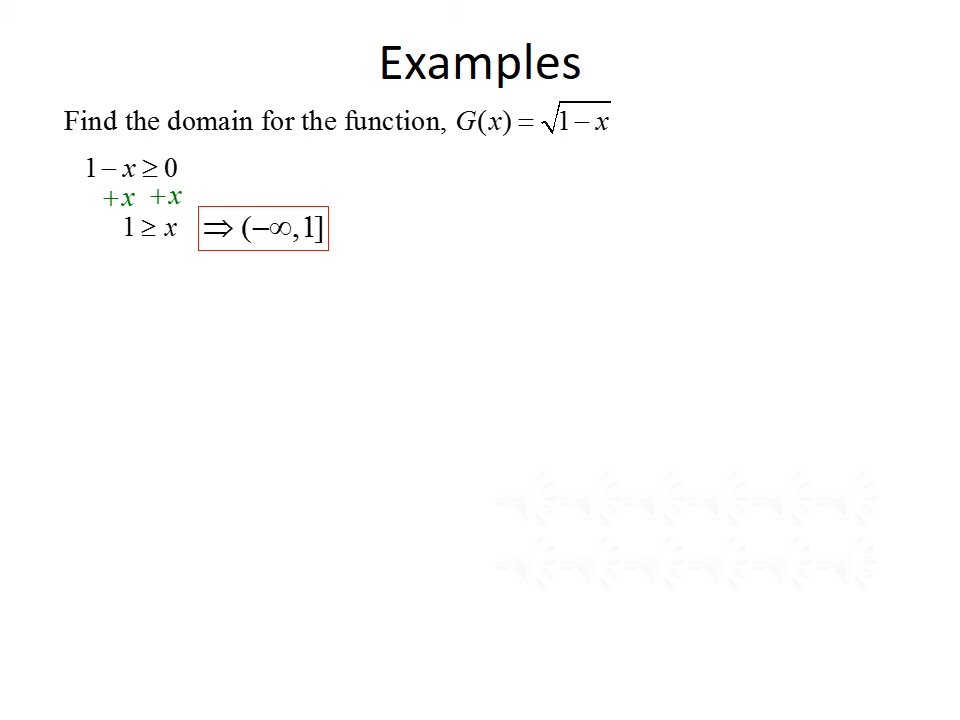 Examples
Find the domain for the function, G(x) = √(1 − x)
1 − x ≥ 0
+x +x
1 ≥ x ⇒ (−∞,1]